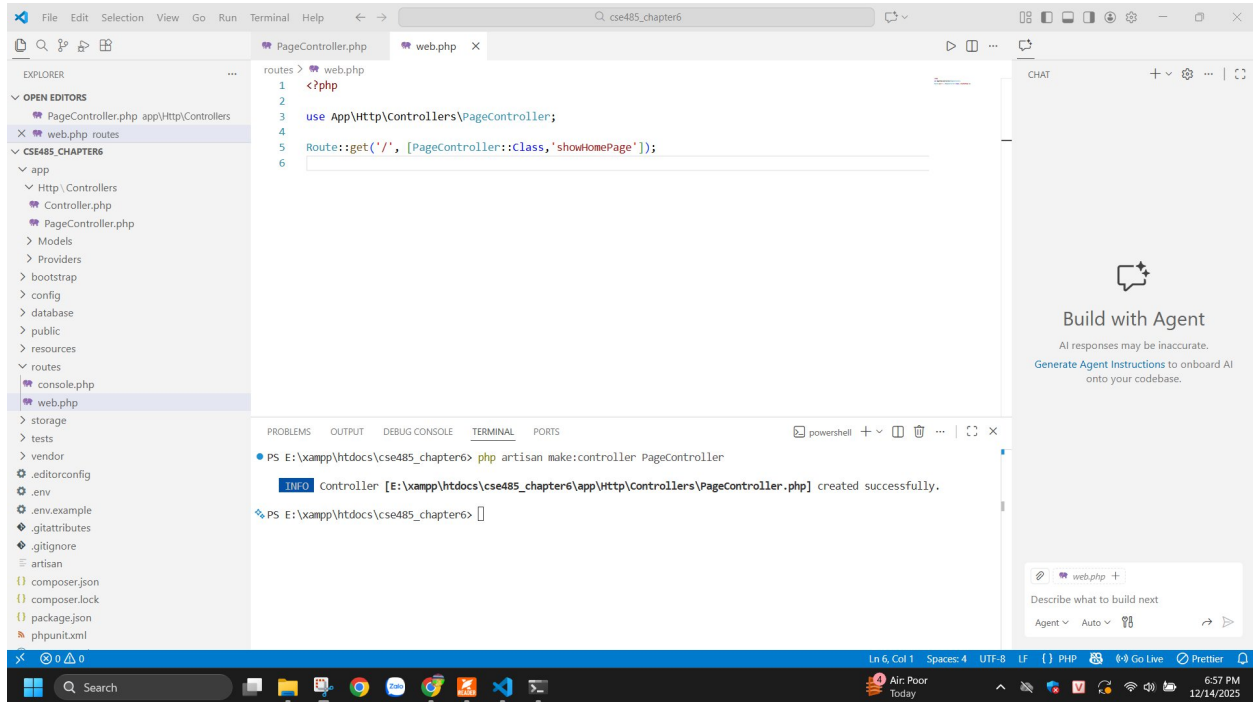 File Edit Selection View Go Run Terminal Help
cse485_chapter6
EXPLORER
OPEN EDITORS
PageController.php app\Http\Controllers
web.php routes
CSE485_CHAPTER6
app
Http \ Controllers
Controller.php
PageController.php
Models
Providers
bootstrap
config
database
public
resources
routes
console.php
web.php
storage
tests
vendor
.editorconfig
.env
.env.example
.gitattributes
.gitignore
artisan
composer.json
composer.lock
package.json
phpunit.xml
PageController.php web.php
routes > web.php
1 <?php
2
3 use App\Http\Controllers\PageController;
4
5 Route::get('/', [PageController::Class,'showHomePage']);
6
PROBLEMS OUTPUT DEBUG CONSOLE TERMINAL PORTS
powershell
PS E:\xampp\htdocs\cse485_chapter6> php artisan make:controller PageController
INFO Controller [E:\xampp\htdocs\cse485_chapter6\app\Http\Controllers\PageController.php] created successfully.
PS E:\xampp\htdocs\cse485_chapter6>
CHAT
Build with Agent
AI responses may be inaccurate.
Generate Agent Instructions to onboard AI
onto your codebase.
web.php
Describe what to build next
Agent Auto
0 0
Ln 6, Col 1 Spaces: 4 UTF-8 LF {} PHP Go Live Prettier
Search
Zalo
READER
4
Air: Poor
Today
V
6:57 PM
12/14/2025